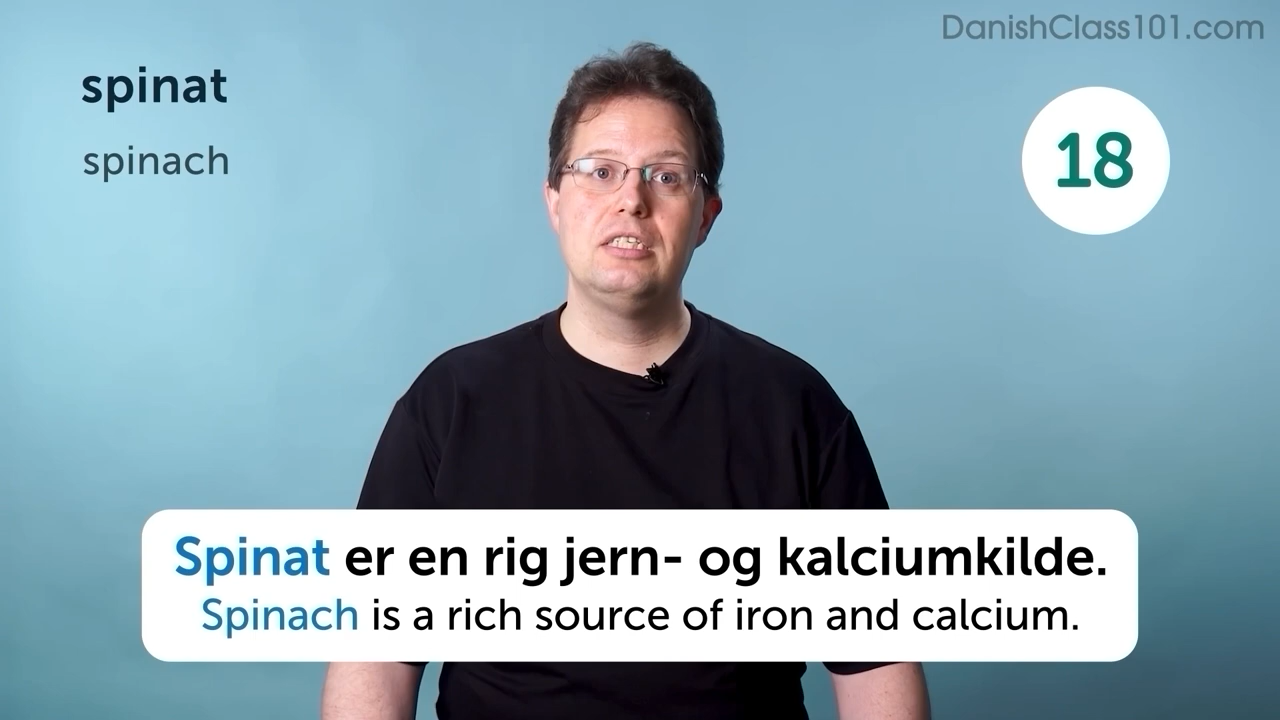 DanishClass101.com
spinat
spinach
18
Spinat er en rig jern- og kalciumkilde.
Spinach is a rich source of iron and calcium.